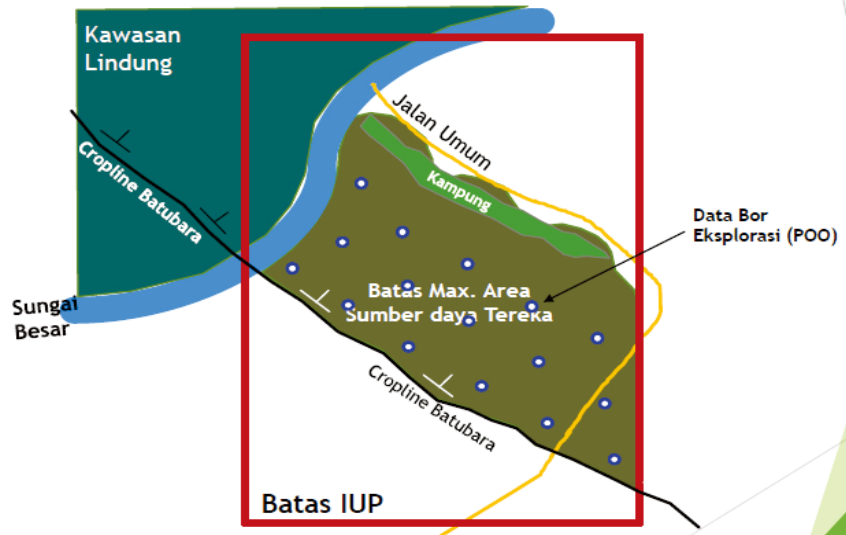 Kawasan
Lindung
Jalan Umum
Cropline Batubara
Kampung
Data Bor
Eksplorasi (POO)
Batas Max. Area
Sumber daya Tereka
Sungai
Besar
Cropline Batubara
Batas IUP